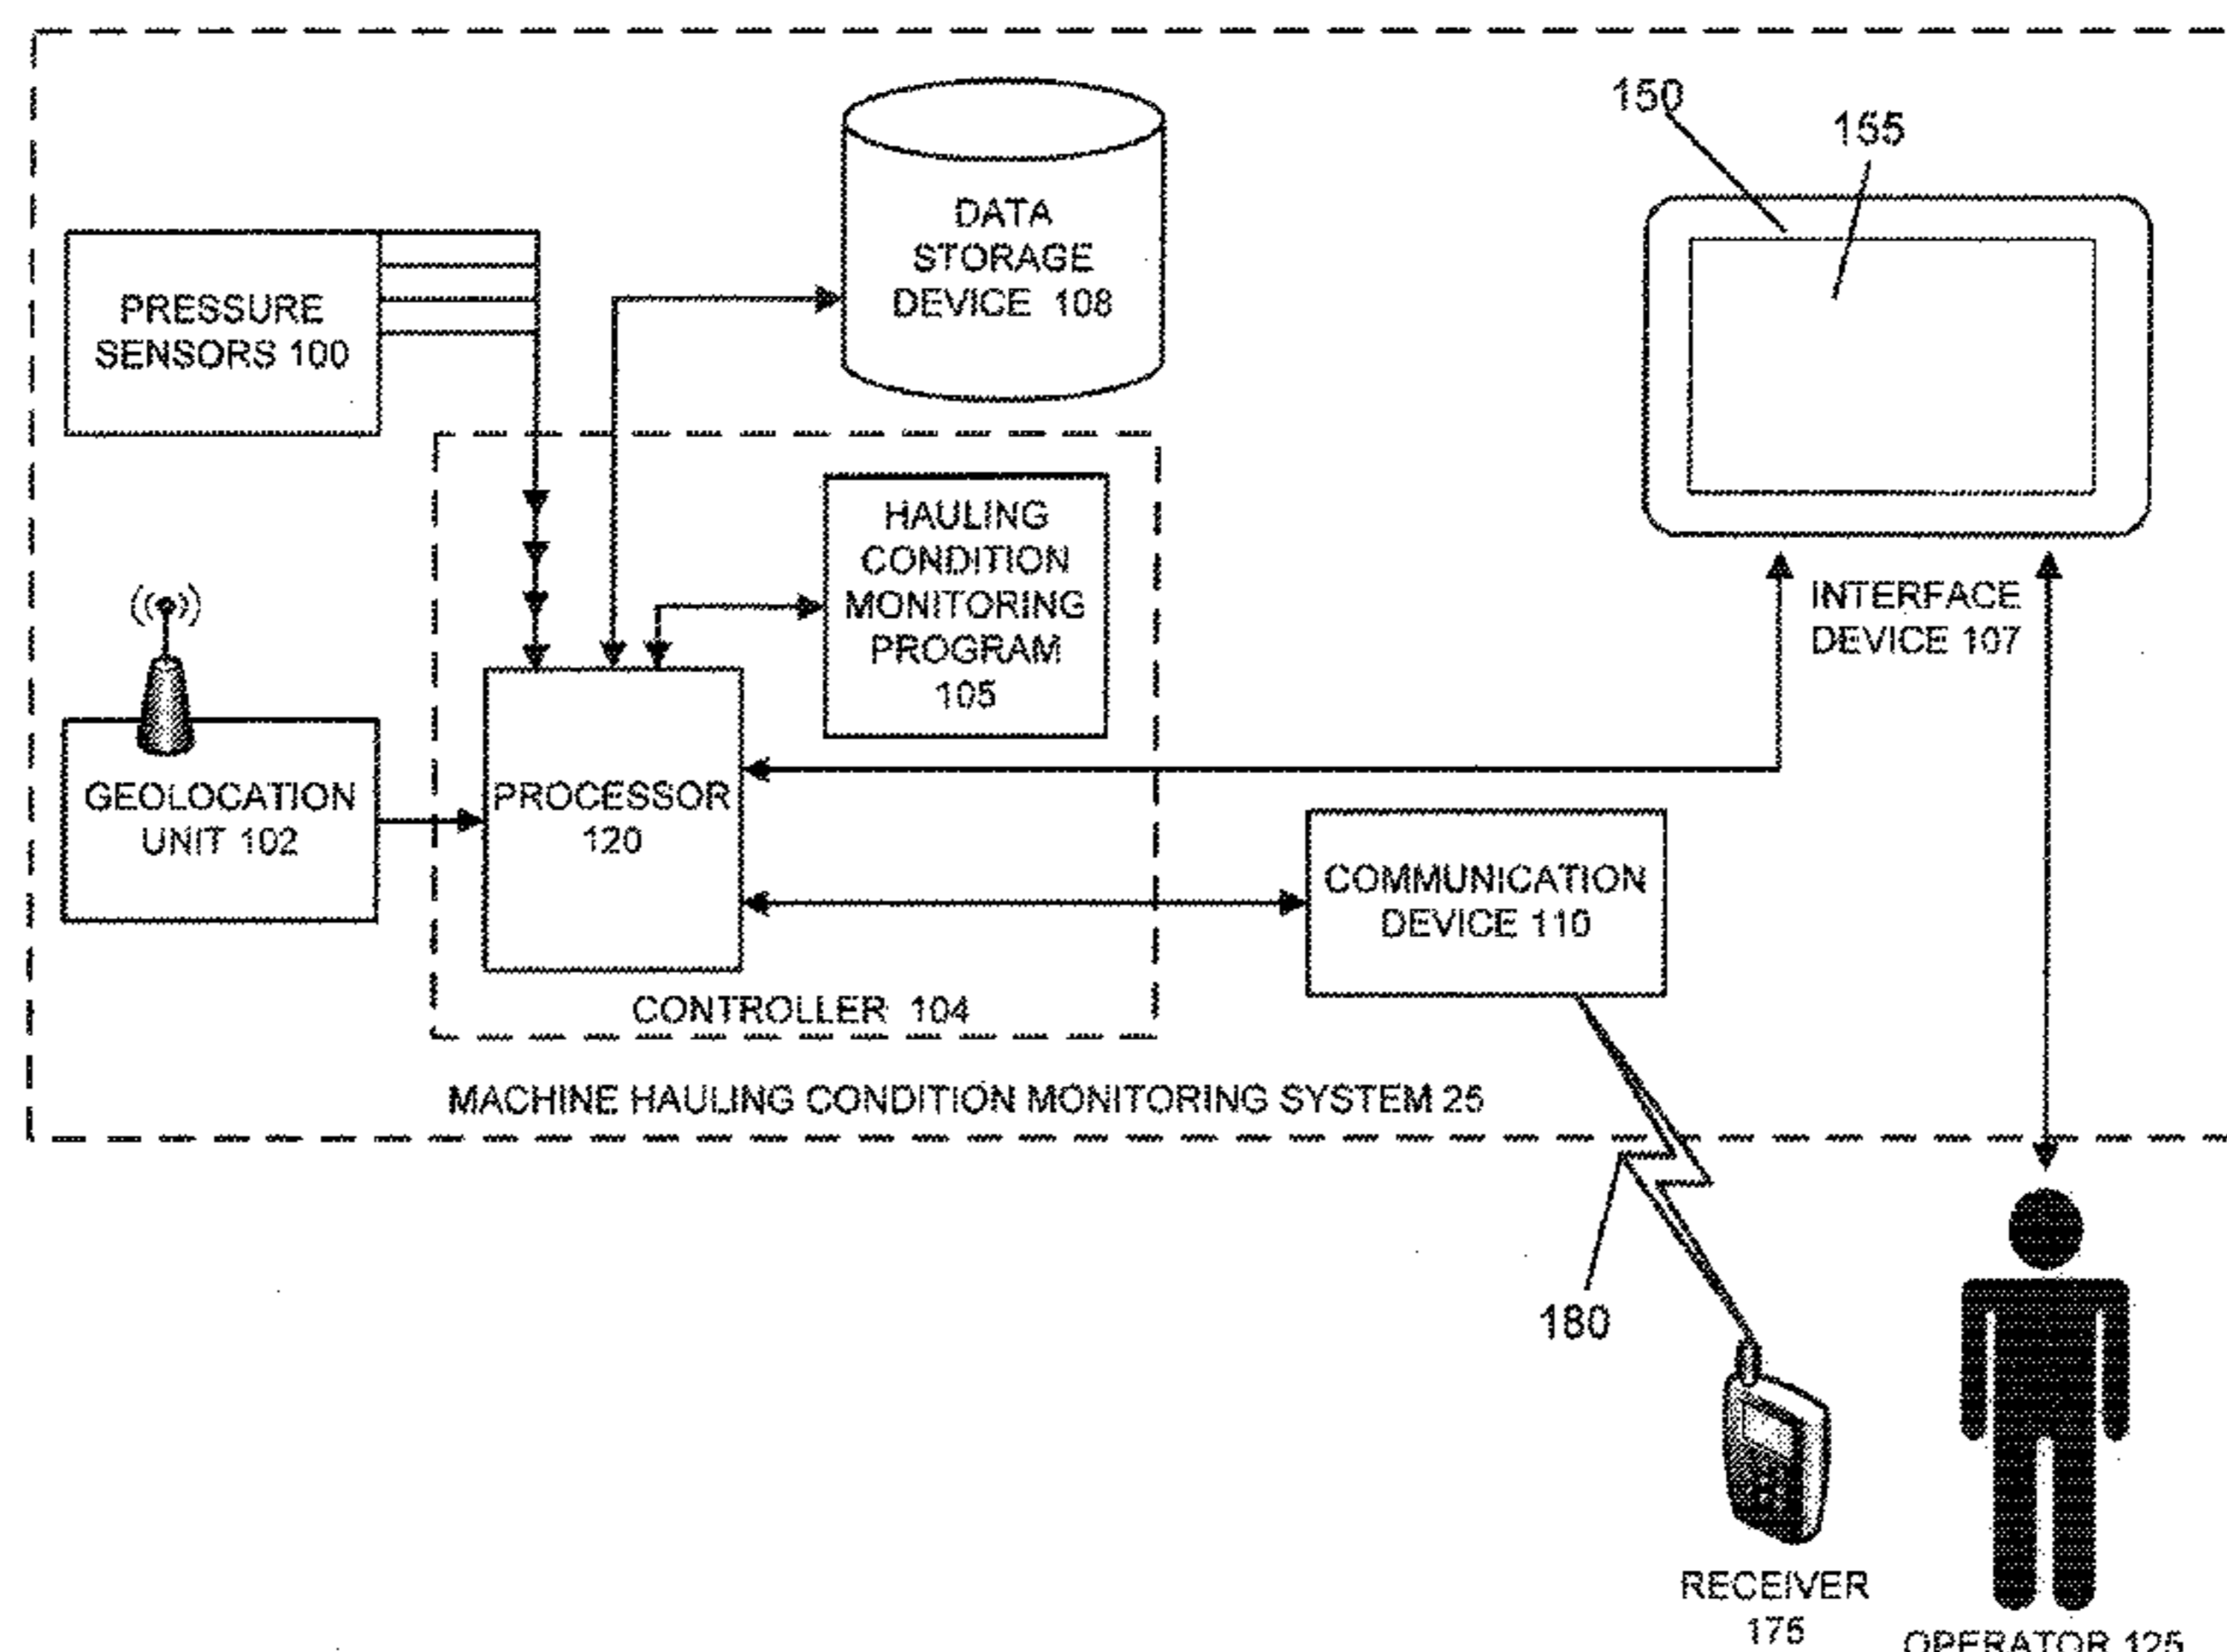 150
155
DATA
STORAGE
DEVICE 108
PRESSURE
SENSORS 100
HAULING
CONDITION
MONITORING
PROGRAM
105
INTERFACE
DEVICE 107
GEOLOCATION
UNIT 102
PROCESSOR
120
COMMUNICATION
DEVICE 110
CONTROLLER 104
MACHINE HAULING CONDITION MONITORING SYSTEM 25
180
RECEIVER
175
OPERATOR 125